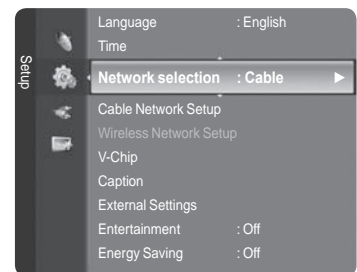 Setup
Language : English
Time
Network selection : Cable ►
Cable Network Setup
Wireless Network Setup
V-Chip
Caption
External Settings
Entertainment : Off
Energy Saving : Off